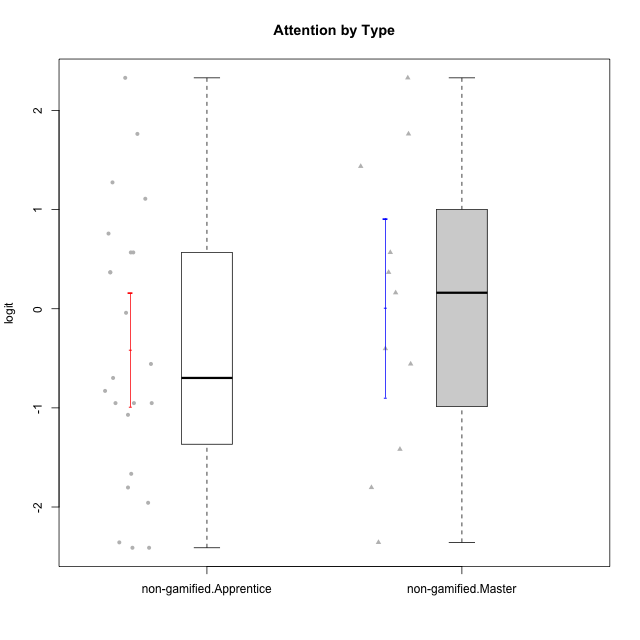 Attention by Type
logit
2
1
0
-1
-2
non-gamified.Apprentice
non-gamified.Master